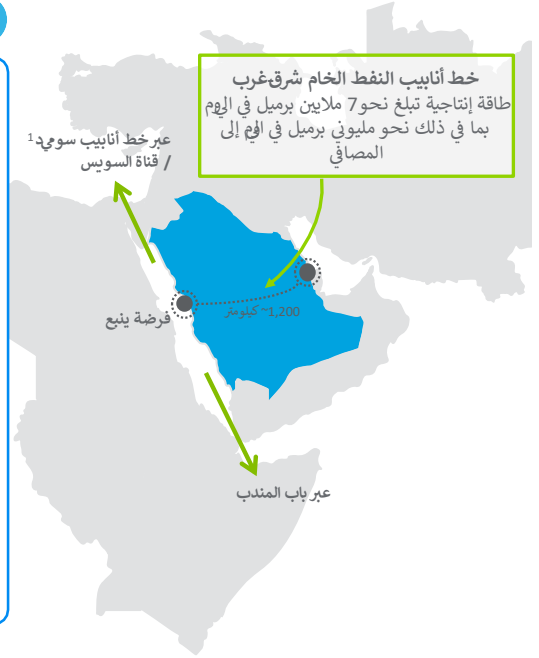 خط أنابيب النفط الخام شرق-غرب
طاقة إنتاجية تبلغ نحو 7 ملايين برميل في اليوم
بما في ذلك نحو مليوني برميل في اليوم إلى
المصافي
عبر خط أنابيب سوميد¹
/ قناة السويس
~1,200 كيلومتر
فرضة ينبع
عبر باب المندب